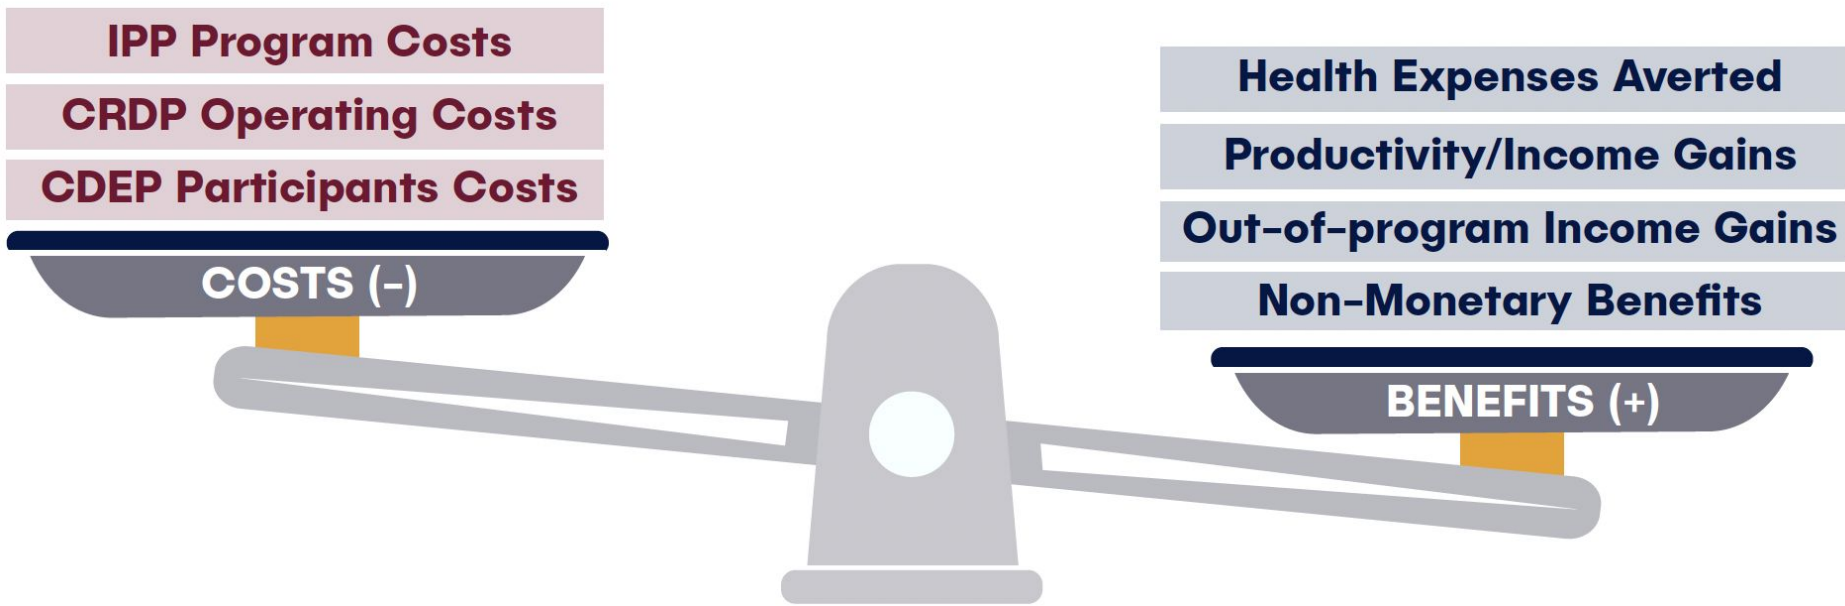 IPP Program Costs
CRDP Operating Costs
CDEP Participants Costs
COSTS (-)
Health Expenses Averted
Productivity/Income Gains
Out-of-program Income Gains
Non-Monetary Benefits
BENEFITS (+)